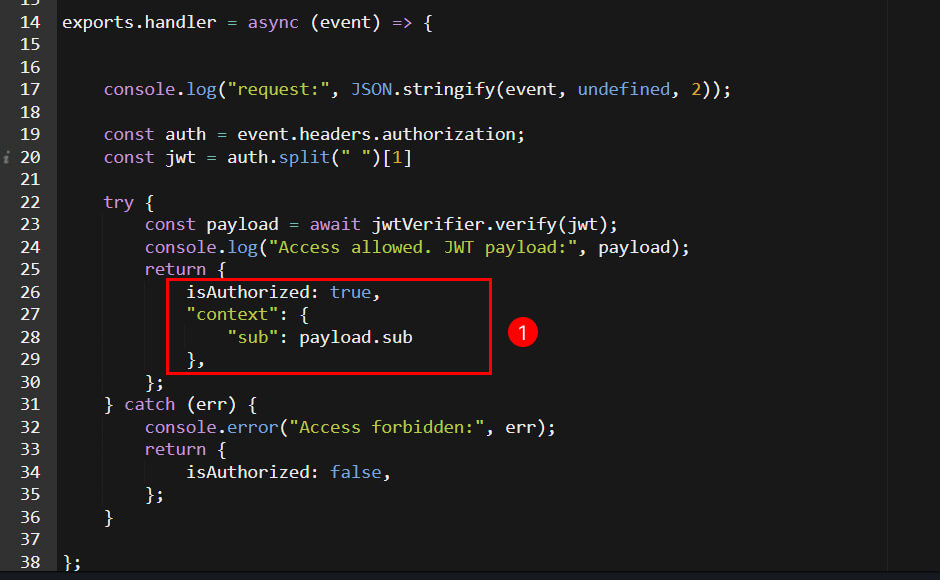 14 exports.handler = async (event) => {
15
16
17 console.log("request:", JSON.stringify(event, undefined, 2));
18
19 const auth = event.headers.authorization;
20 const jwt = auth.split(" ")[1]
21
22 try {
23 const payload = await jwtVerifier.verify(jwt);
24 console.log("Access allowed. JWT payload:", payload);
25 return {
26 isAuthorized: true,
27 "context": {
28 "sub": payload.sub
29 },
1
30 };
31 } catch (err) {
32 console.error("Access forbidden:", err);
33 return {
34 isAuthorized: false,
35 };
36 }
37
38 };